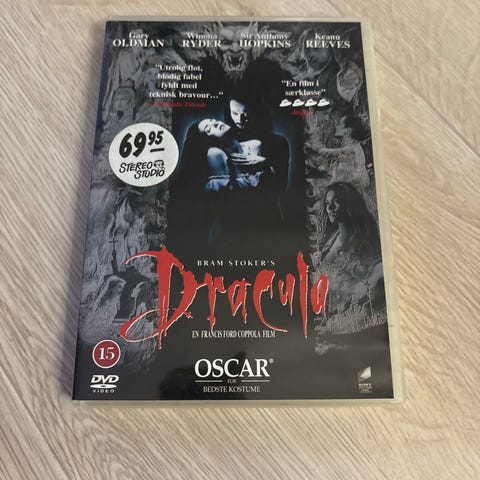 Gary Winona Sir Anthony Keanu
OLDMAN RYDER HOPKINS REEVES
"Utrolig flot,
blodig fabel
fyldt med
teknisk bravour..."
"En film i
særklasse"
6995
STEREO
STUDIO
BRAM STOKER'S
Dracula
EN FRANCIS FORD COPPOLA FILM
15
OSCAR®
FOR
BEDSTE KOSTUME
DVD
VIDEO
SONY